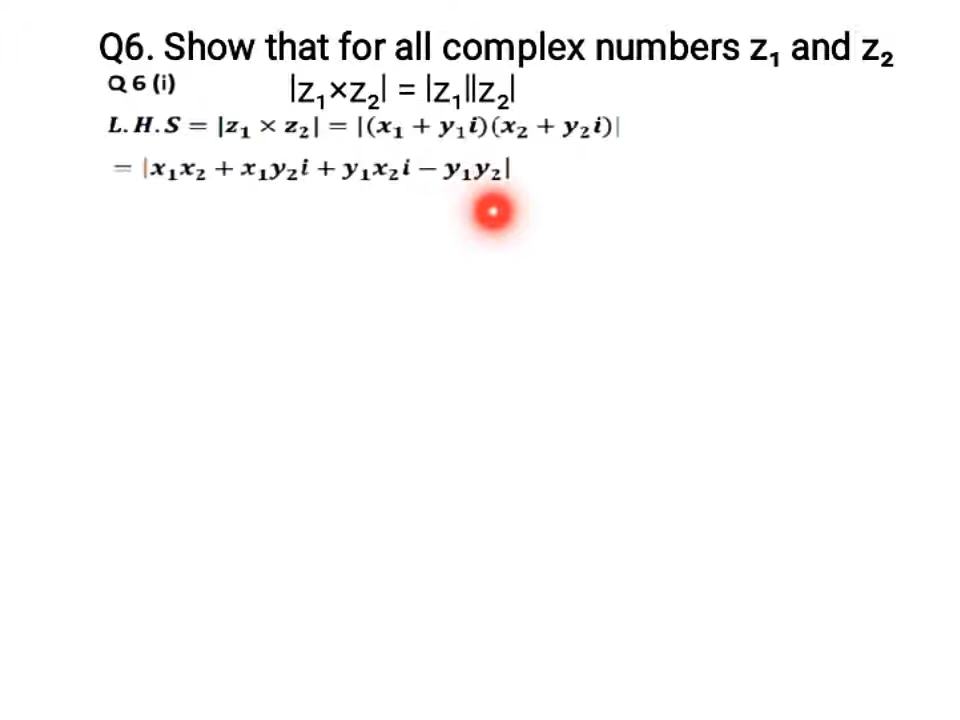 Q6. Show that for all complex numbers z₁ and z₂
Q 6 (i) |z₁×z₂| = |z₁||z₂|
L.H.S = |z₁ × z₂| = |(x₁ + y₁i)(x₂ + y₂i)|
= |x₁x₂ + x₁y₂i + y₁x₂i − y₁y₂|